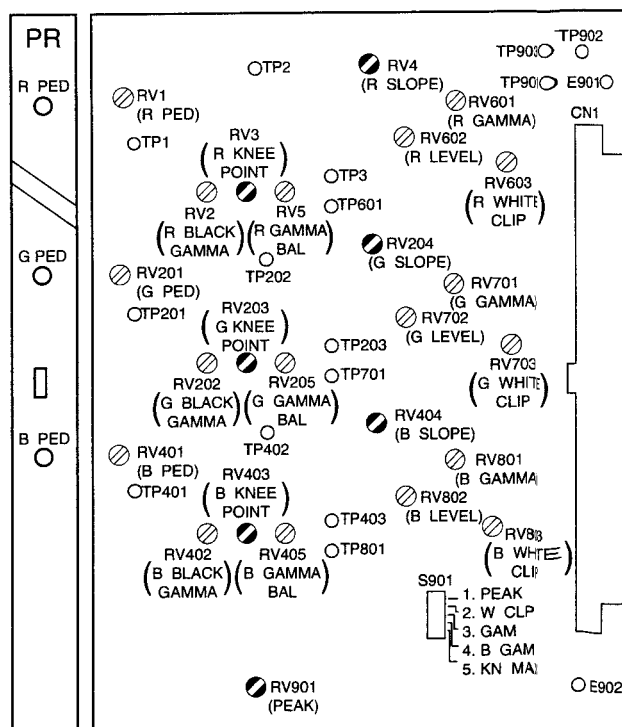 PR
R PED
G PED
B PED
TP2
RV4
(R SLOPE)
TP903
TP902
TP901
E901
RV1
(R PED)
RV601
(R GAMMA)
CN1
TP1
RV3
(R KNEE
POINT)
RV602
(R LEVEL)
TP3
RV603
(R WHITE
CLIP)
TP601
RV2
(R BLACK
GAMMA)
RV5
(R GAMMA
BAL)
RV204
(G SLOPE)
TP202
RV201
(G PED)
RV701
(G GAMMA)
TP201
RV203
(G KNEE
POINT)
RV702
(G LEVEL)
TP203
RV703
(G WHITE
CLIP)
TP701
RV202
(G BLACK
GAMMA)
RV205
(G GAMMA
BAL)
RV404
(B SLOPE)
TP402
RV401
(B PED)
RV801
(B GAMMA)
TP401
RV403
(B KNEE
POINT)
RV802
(B LEVEL)
TP403
(B WHITE
CLIP)
TP801
RV402
(B BLACK
GAMMA)
RV405
(B GAMMA
BAL)
S901
1. PEAK
2. W CLP
3. GAM
4. B GAM
5. KN
RV901
(PEAK)
E902